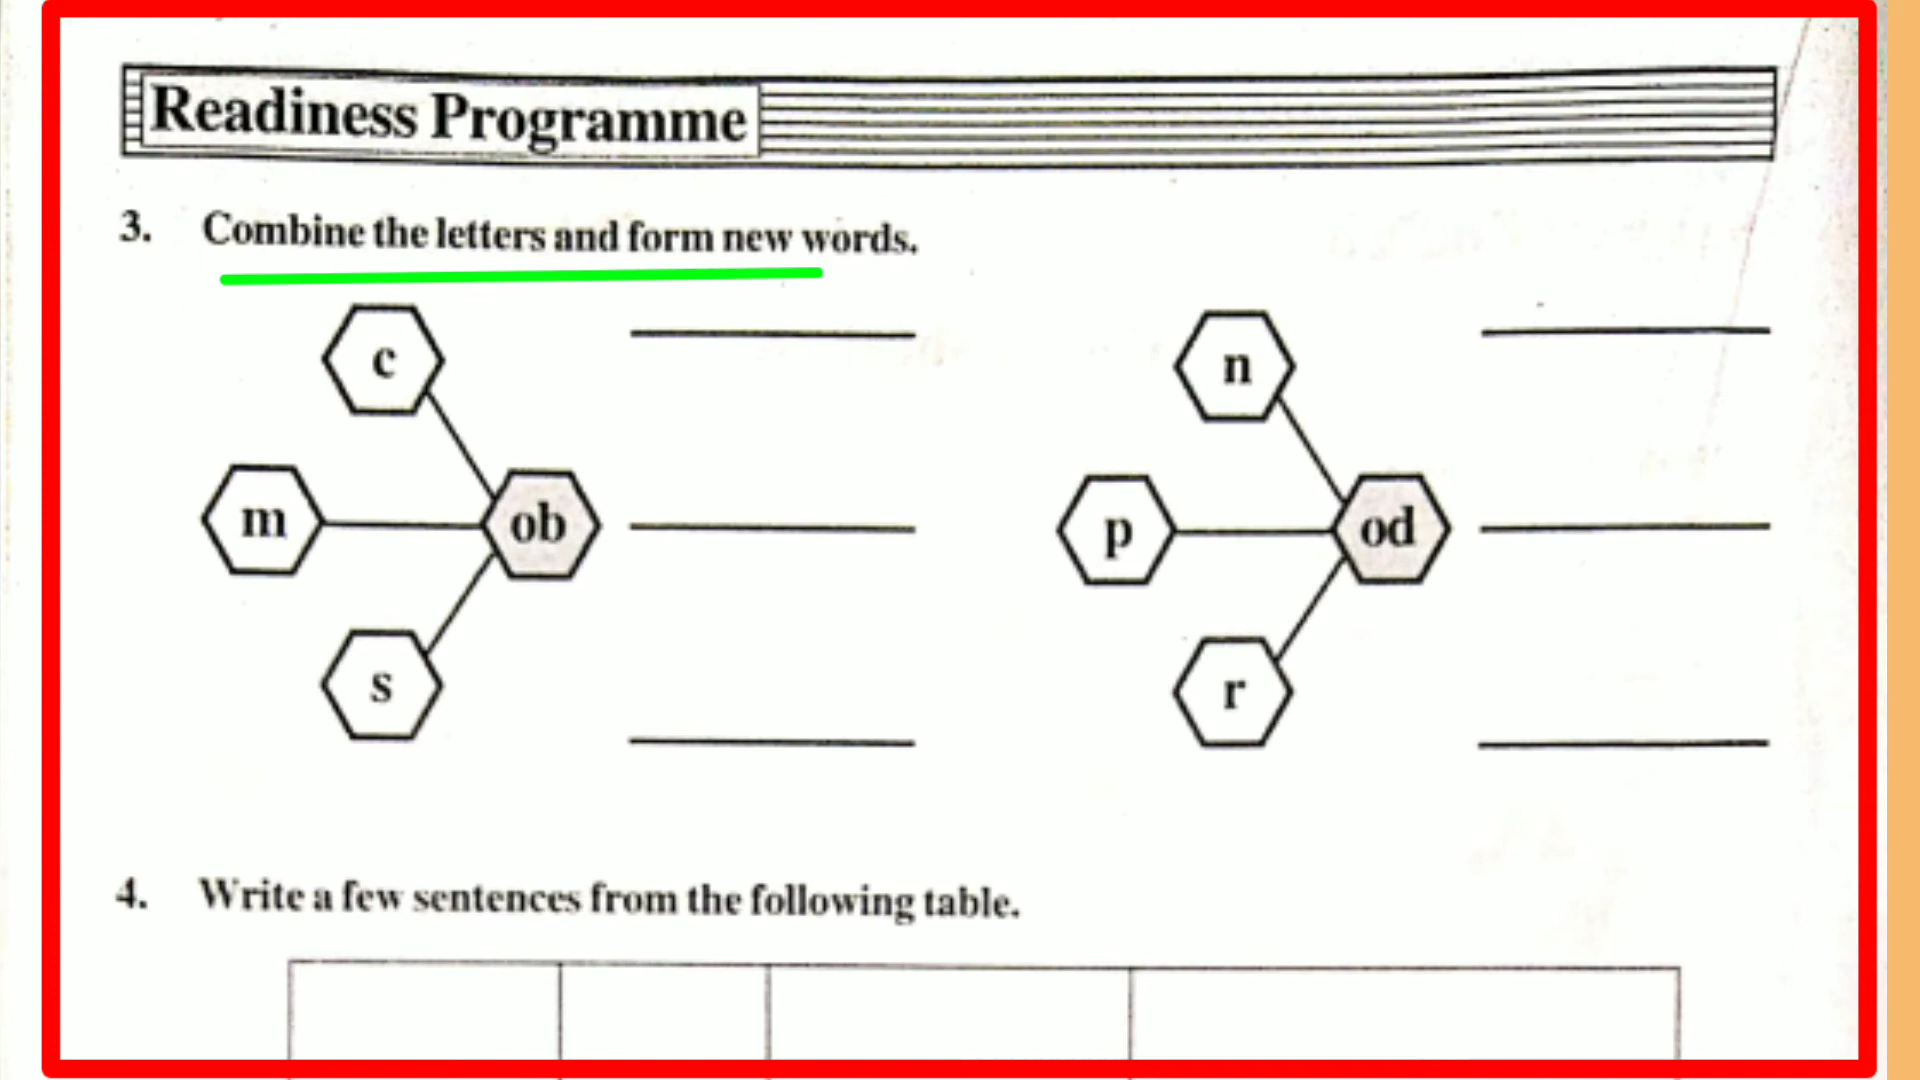 Readiness Programme
3. Combine the letters and form new words.
c
n
m
ob
p
od
s
r
4. Write a few sentences from the following table.